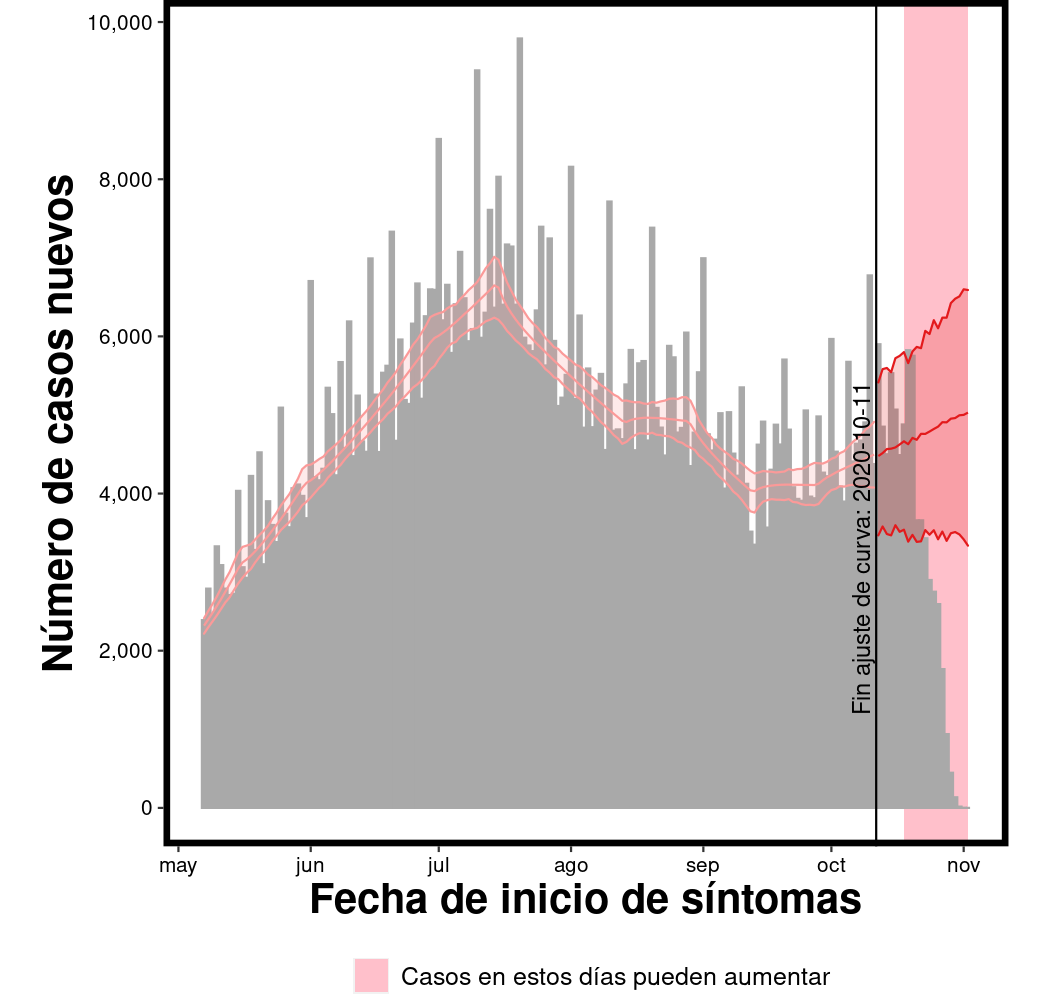 Número de casos nuevos
10,000
8,000
6,000
4,000
2,000
0
Fin ajuste de curva: 2020-10-11
may jun jul ago sep oct nov
Fecha de inicio de síntomas
Casos en estos días pueden aumentar